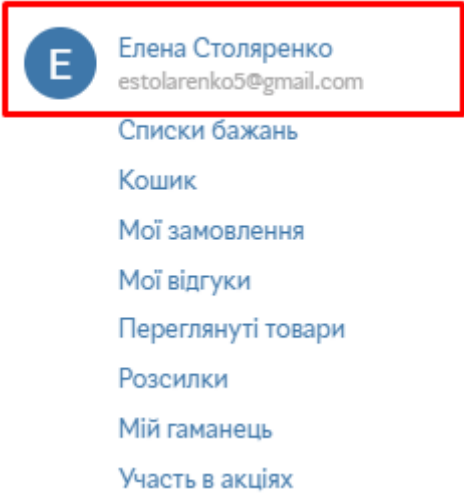 E
Елена Столяренко
estolarenko5@gmail.com
Списки бажань
Кошик
Мої замовлення
Мої відгуки
Переглянуті товари
Розсилки
Мій гаманець
Участь в акціях